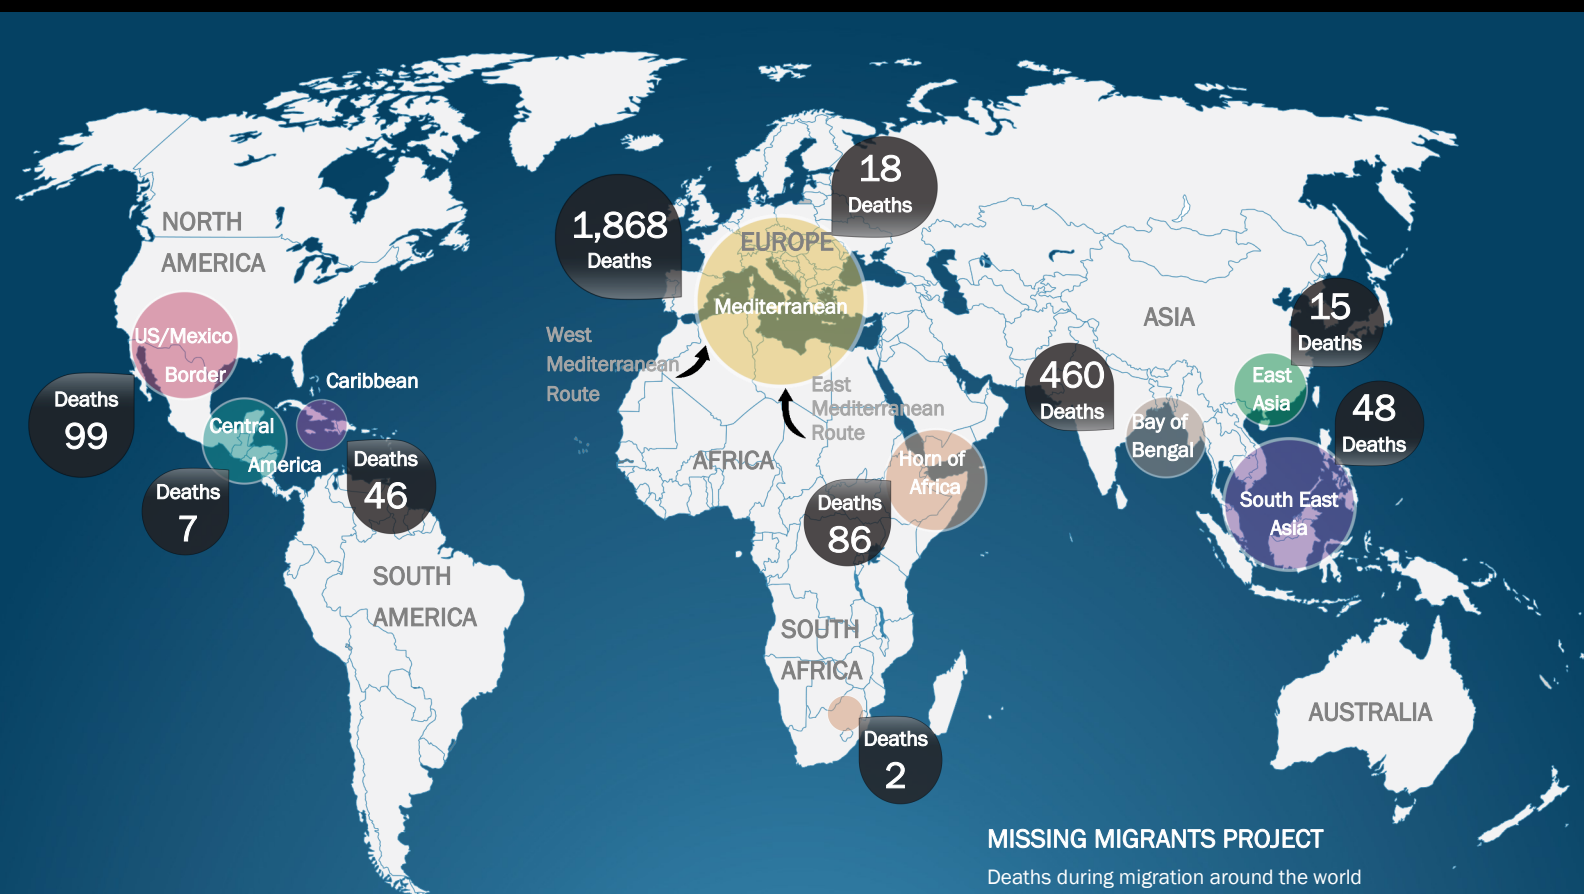 NORTH
AMERICA
US/Mexico
Border
Deaths
99
Central
America
Deaths
7
Caribbean
Deaths
46
SOUTH
AMERICA
1,868
Deaths
18
Deaths
EUROPE
Mediterranean
West
Mediterranean
Route
East
Mediterranean
Route
AFRICA
Horn of
Africa
Deaths
86
SOUTH
AFRICA
Deaths
2
ASIA
460
Deaths
Bay of
Bengal
15
Deaths
East
Asia
48
Deaths
South East
Asia
AUSTRALIA
MISSING MIGRANTS PROJECT
Deaths during migration around the world